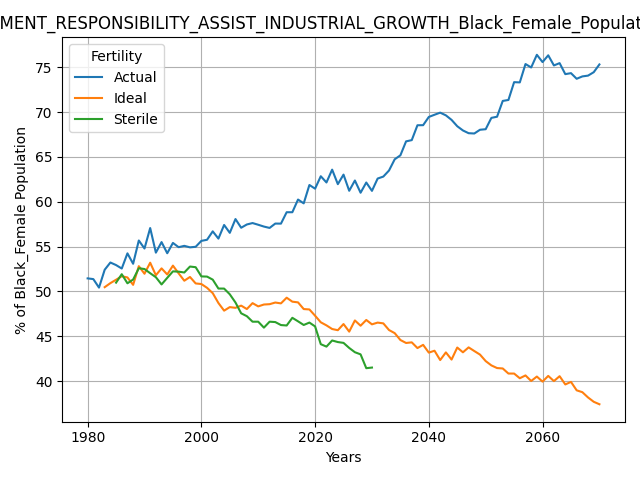 MENT_RESPONSIBILITY_ASSIST_INDUSTRIAL_GROWTH_Black_Female_Populat
Fertility
Actual
Ideal
Sterile
% of Black_Female Population
75
70
65
60
55
50
45
40
1980
2000
2020
2040
2060
Years